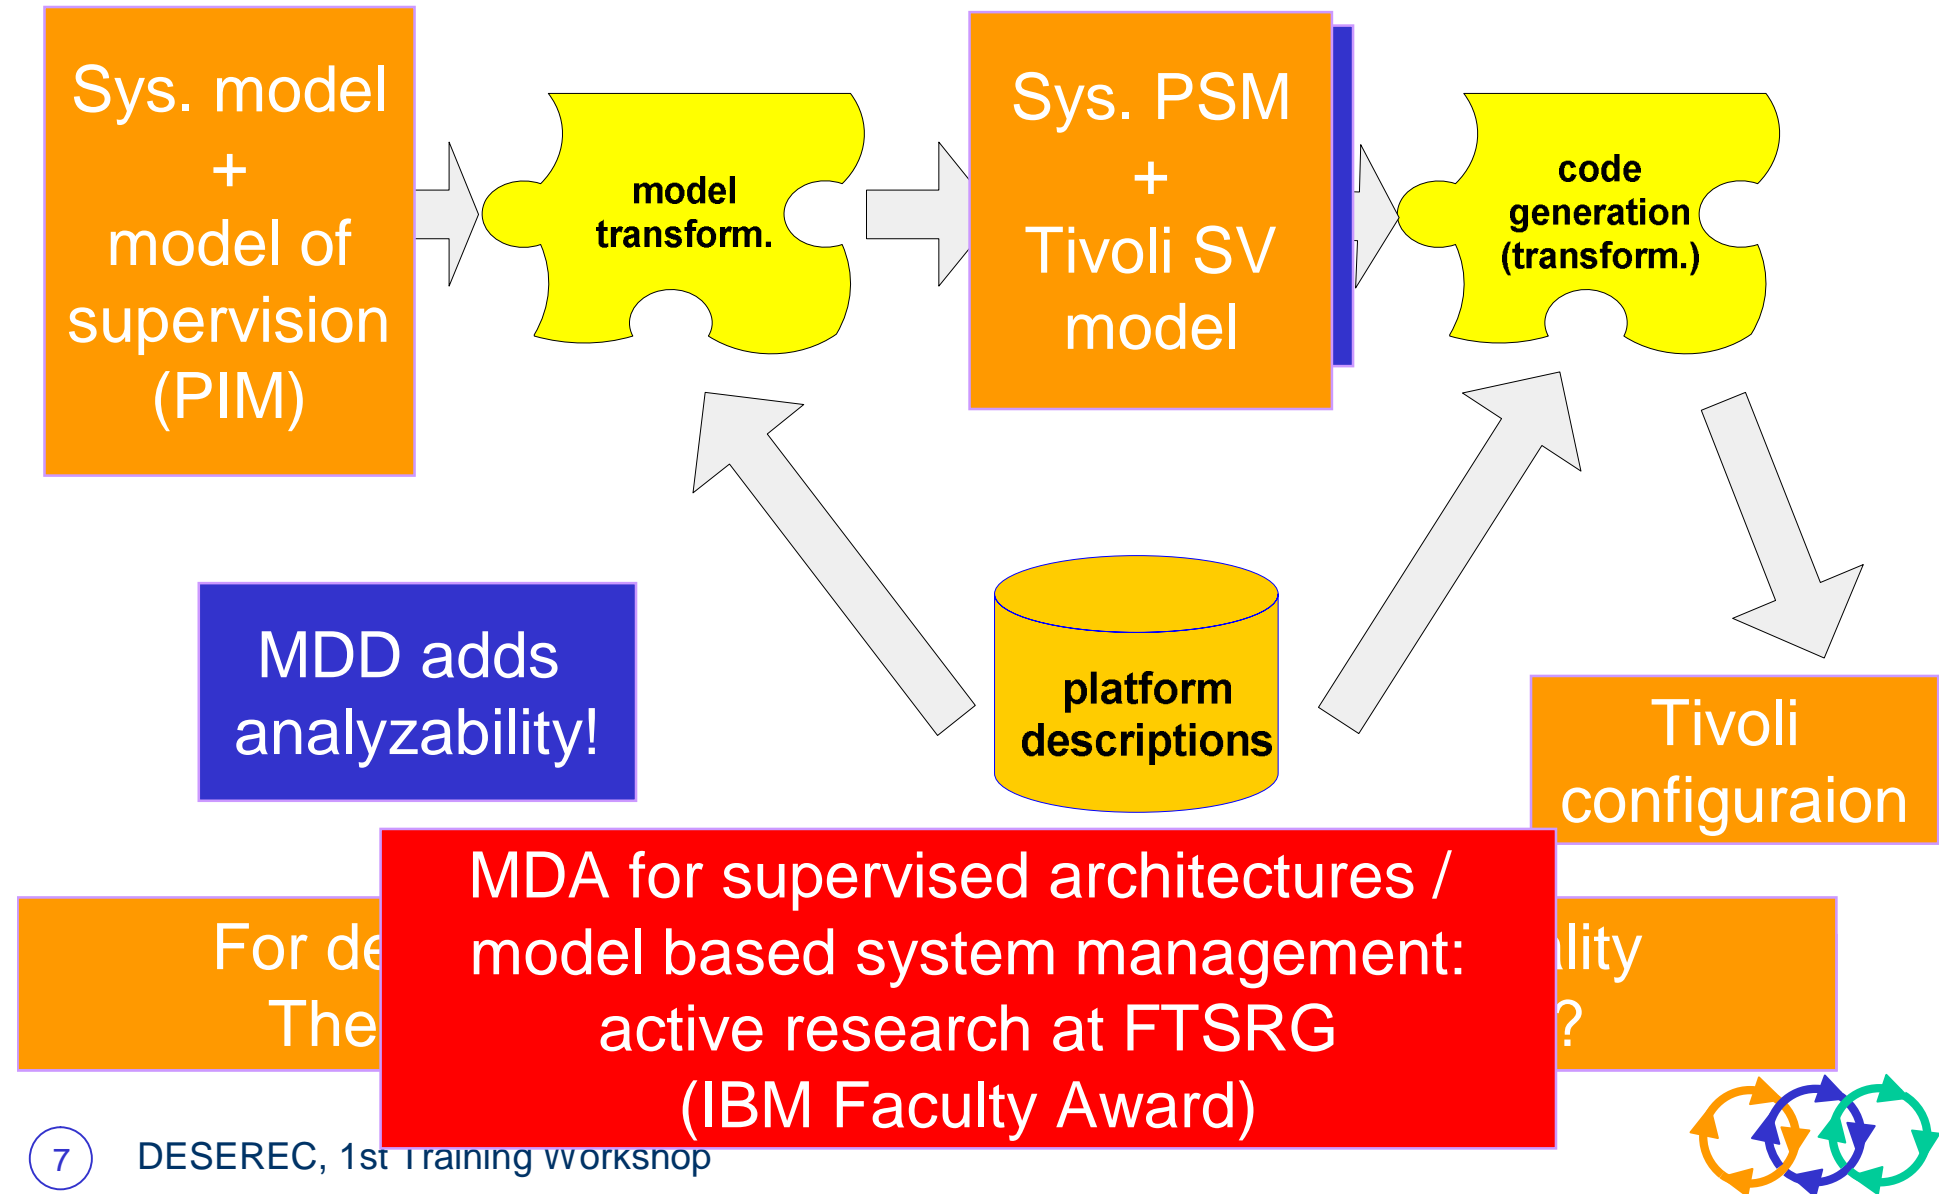 Sys. model
+
model of
supervision
(PIM)
model
transform.
Sys. PSM
+
Tivoli SV
model
code
generation
(transform.)
MDD adds
analyzability!
platform
descriptions
Tivoli
configuraion
For
The
?
MDA for supervised architectures /
model based system management:
active research at FTSRG
(IBM Faculty Award)
7
DESEREC, 1st Training Workshop